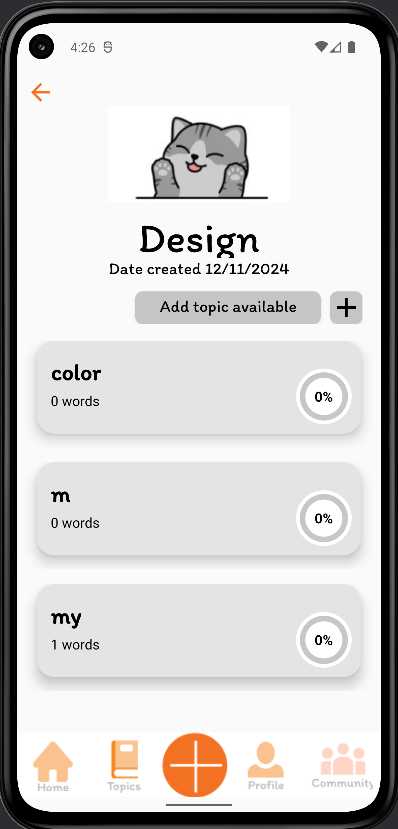 4:26
Design
Date created 12/11/2024
Add topic available
color
0 words
0%
m
0 words
0%
my
1 words
0%
Home
Topics
Profile
Community